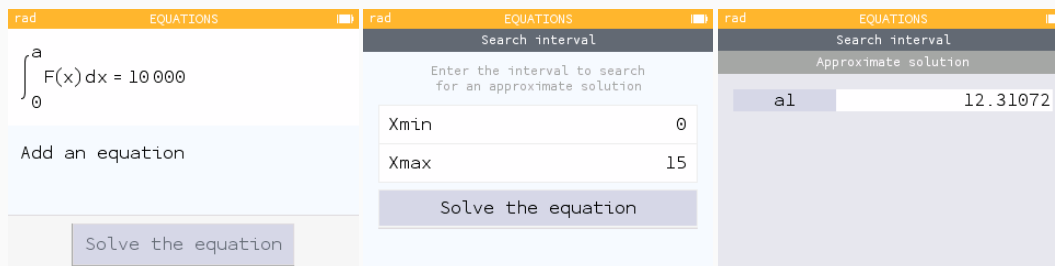 rad EQUATIONS
∫₀ᵃ F(x) dx = 10 000
Add an equation
Solve the equation
rad EQUATIONS
Search interval
Enter the interval to search
for an approximate solution
Xmin 0
Xmax 15
Solve the equation
rad EQUATIONS
Search interval
Approximate solution
a1 12.31072